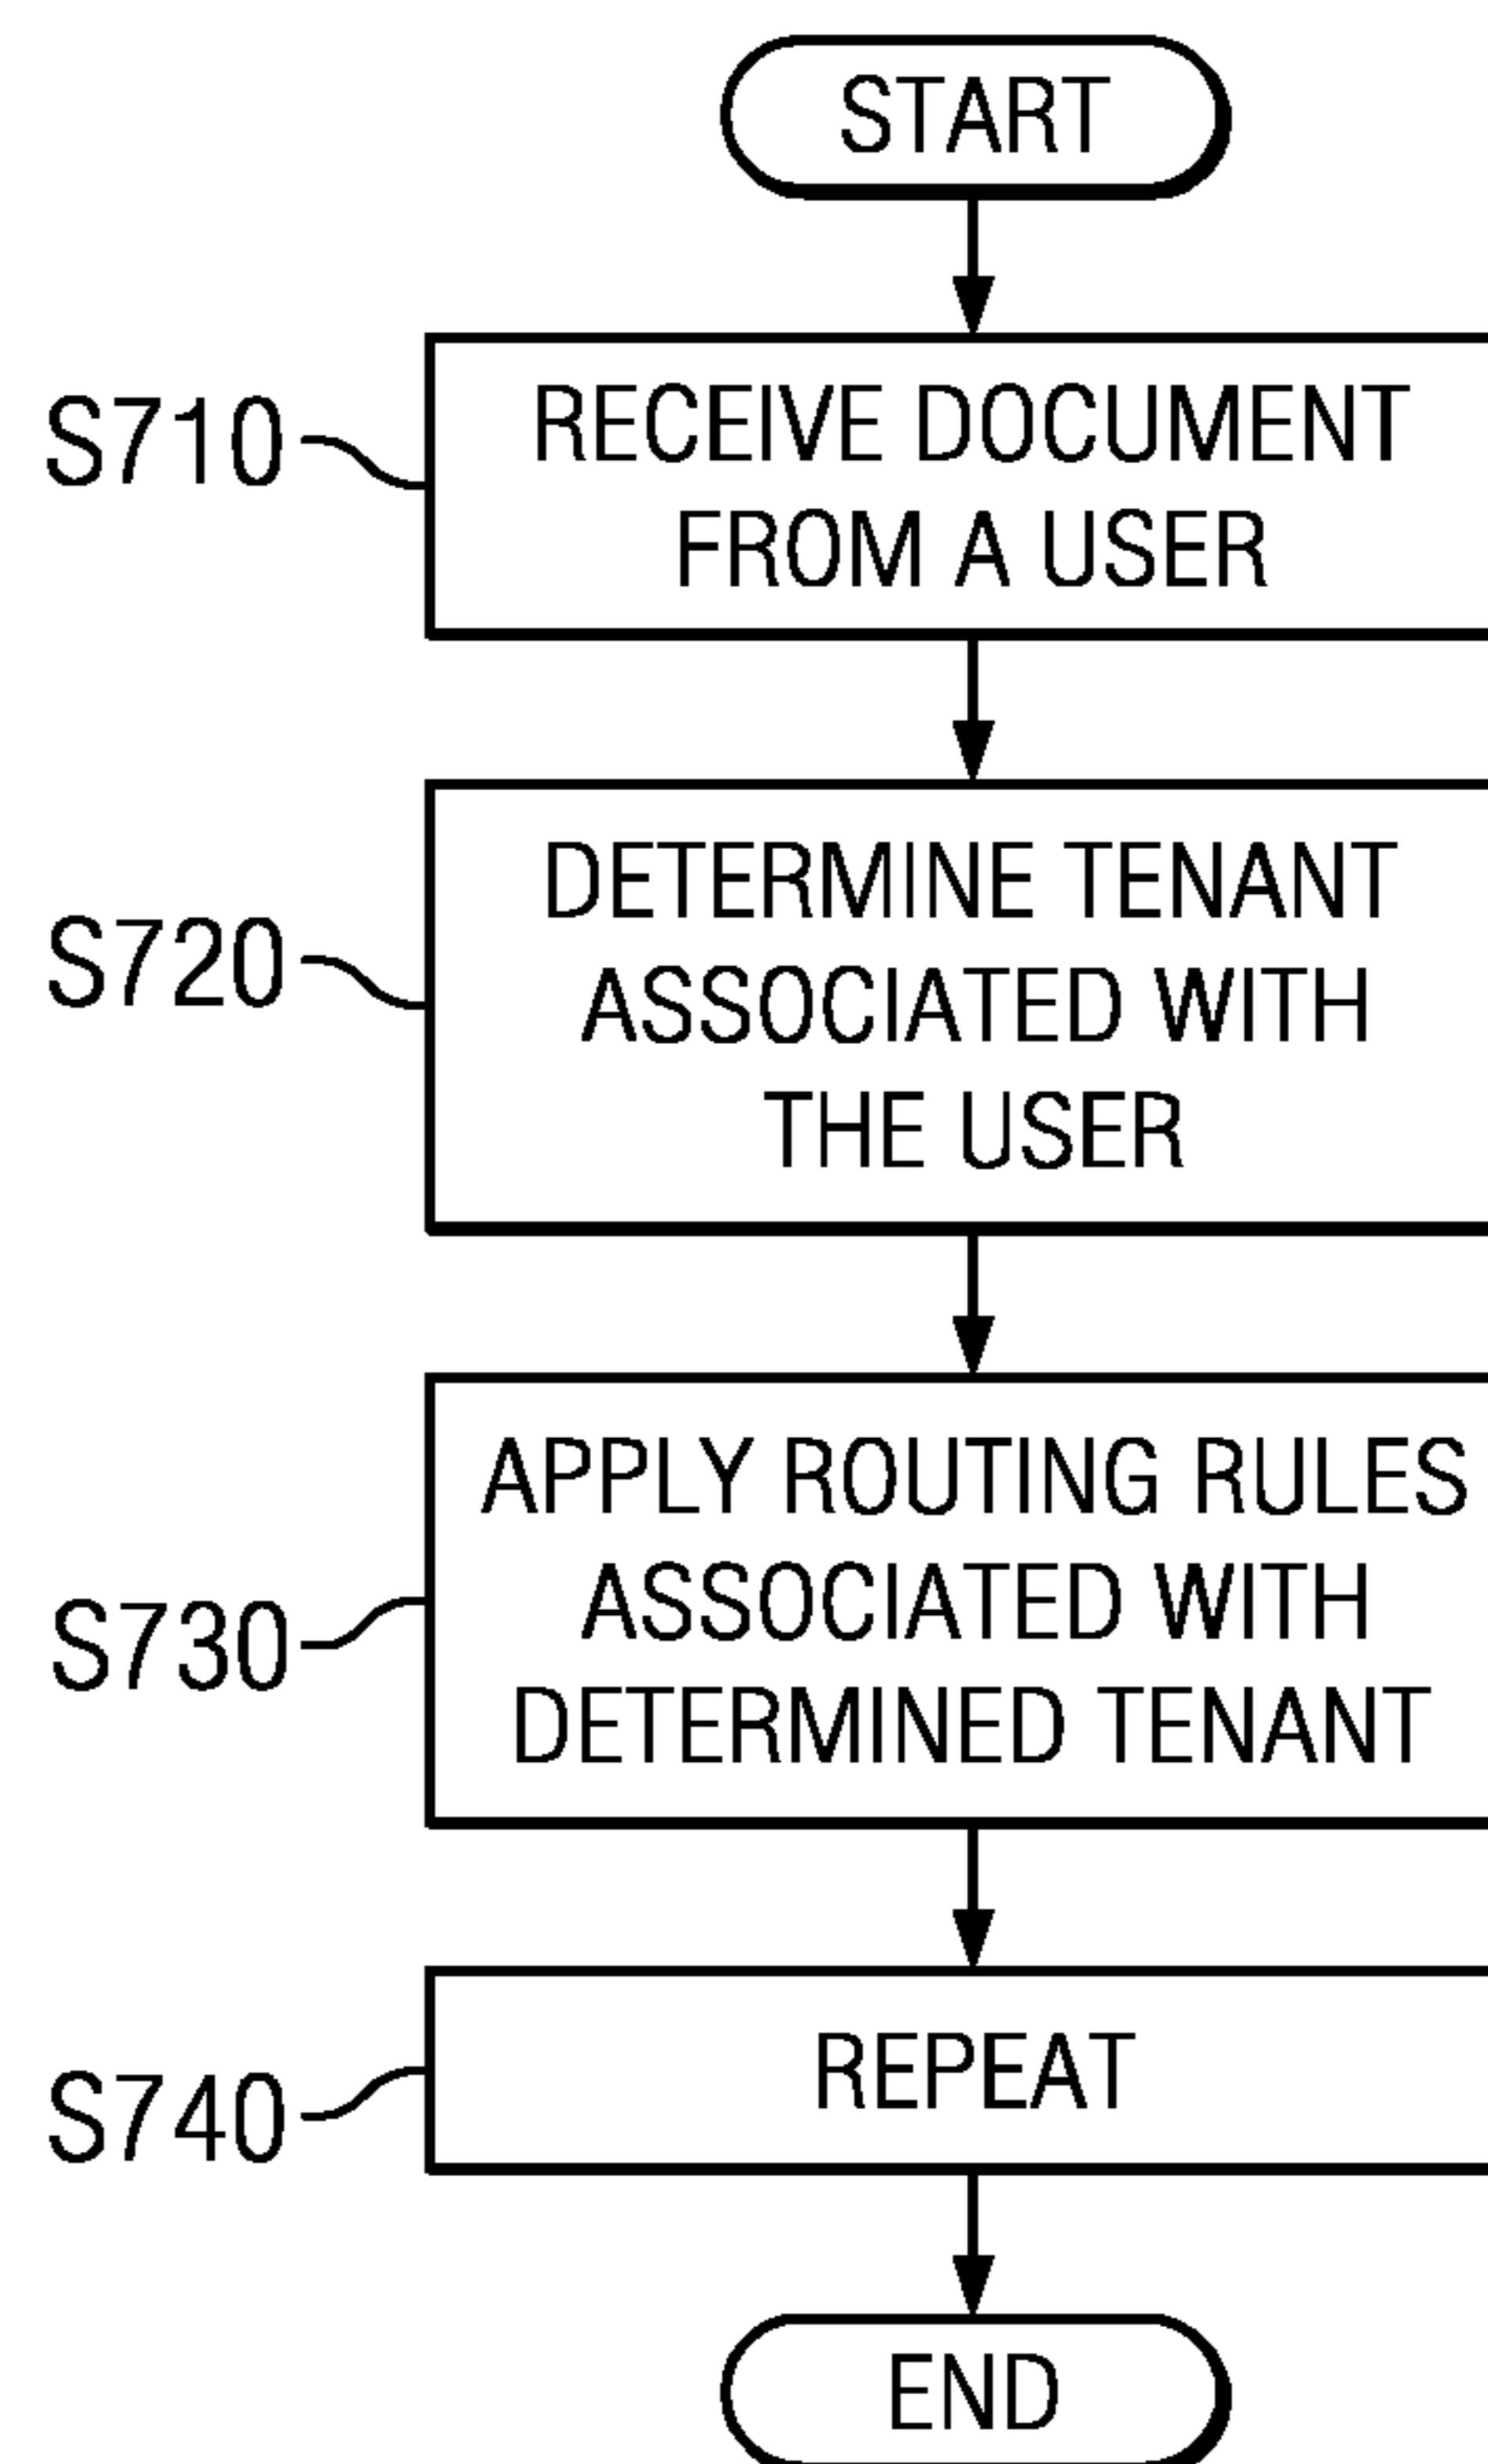 START
S710
RECEIVE DOCUMENT
FROM A USER
S720
DETERMINE TENANT
ASSOCIATED WITH
THE USER
S730
APPLY ROUTING RULES
ASSOCIATED WITH
DETERMINED TENANT
S740
REPEAT
END